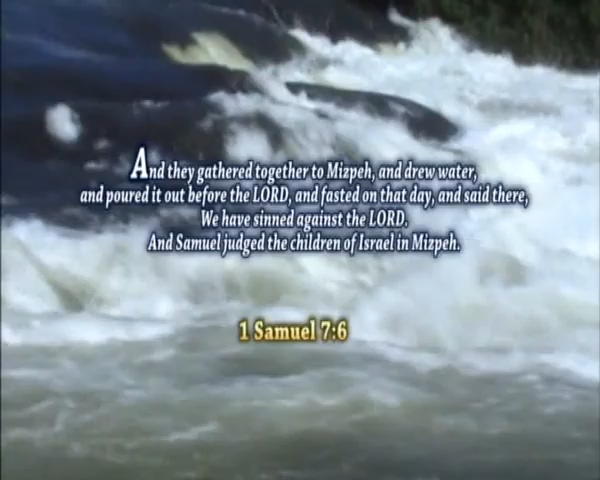 And they gathered together to Mizpeh, and drew water,
and poured it out before the LORD, and fasted on that day, and said there,
We have sinned against the LORD.
And Samuel judged the children of Israel in Mizpeh.
1 Samuel 7:6